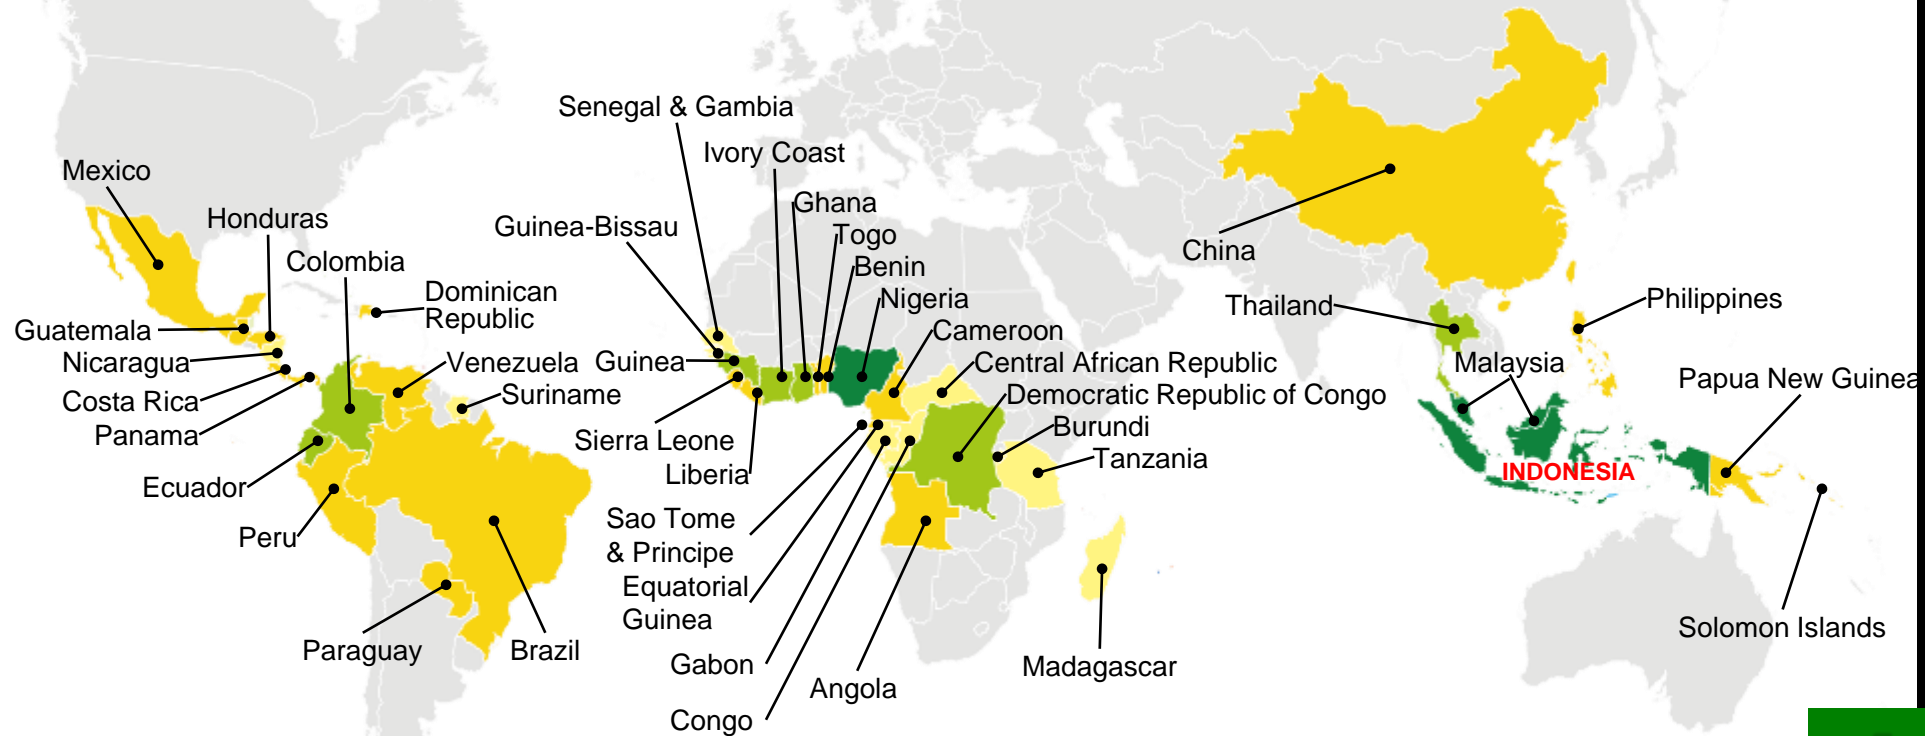 Senegal & Gambia
Ivory Coast
Mexico
Ghana
Honduras
Guinea-Bissau
Togo
China
Colombia
Benin
Dominican
Republic
Nigeria
Thailand
Philippines
Guatemala
Cameroon
Nicaragua
Venezuela
Guinea
Central African Republic
Malaysia
Papua New Guinea
Costa Rica
Suriname
Democratic Republic of Congo
Panama
Sierra Leone
Burundi
Liberia
Tanzania
INDONESIA
Ecuador
Sao Tome
& Principe
Peru
Equatorial
Guinea
Solomon Islands
Paraguay
Brazil
Gabon
Madagascar
Angola
Congo